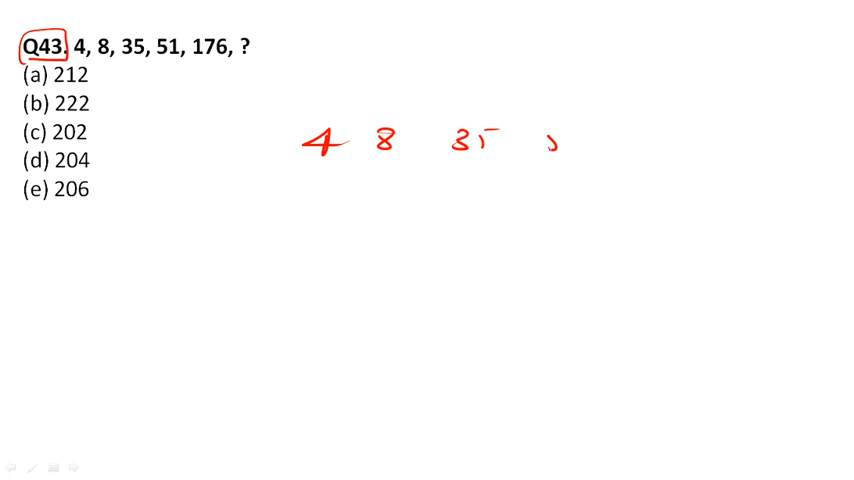 Q43. 4, 8, 35, 51, 176, ?
(a) 212
(b) 222
(c) 202
(d) 204
(e) 206
4 8 35